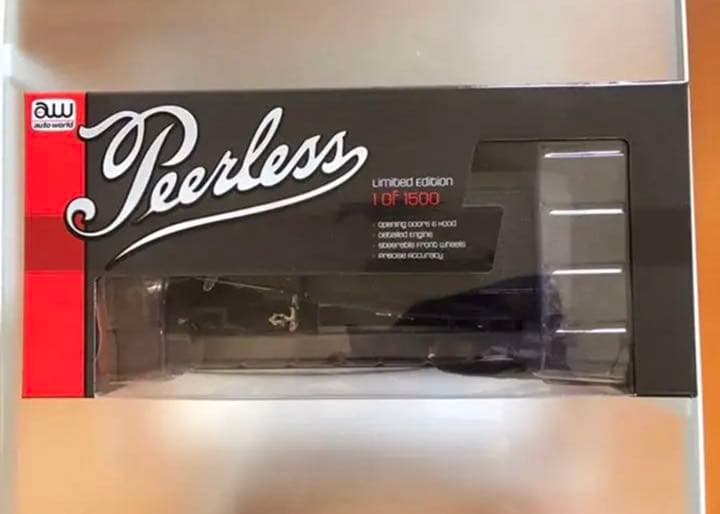 aw
auto world
Peerless
Limited Edition
1 Of 1500
· Opening Doors & Hood
· Detailed Engine
· Steerable Front Wheels
· Precise Accuracy